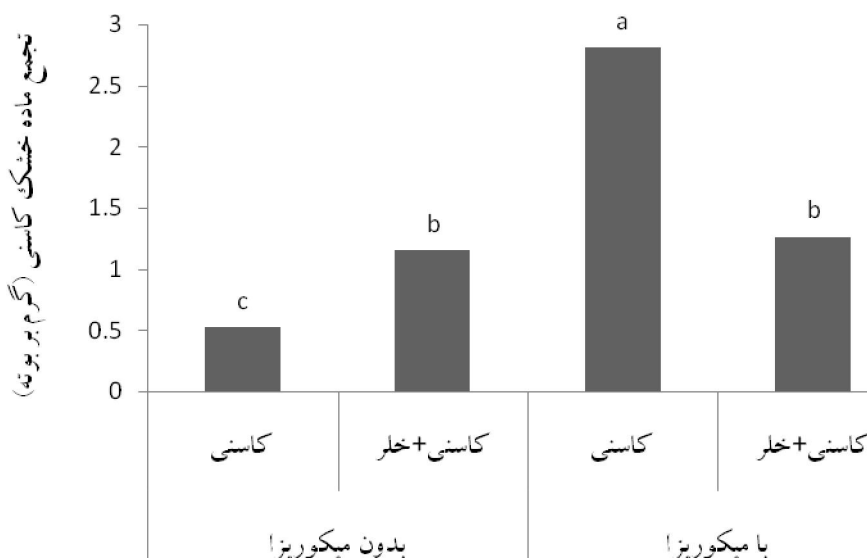 تجمع ماده خشک کاسنی (گرم بر بوته)
3
2.5
2
1.5
1
0.5
0
c
b
a
b
کاسنی
کاسنی+خلر
کاسنی
کاسنی+خلر
بدون میکوریزا
با میکوریزا